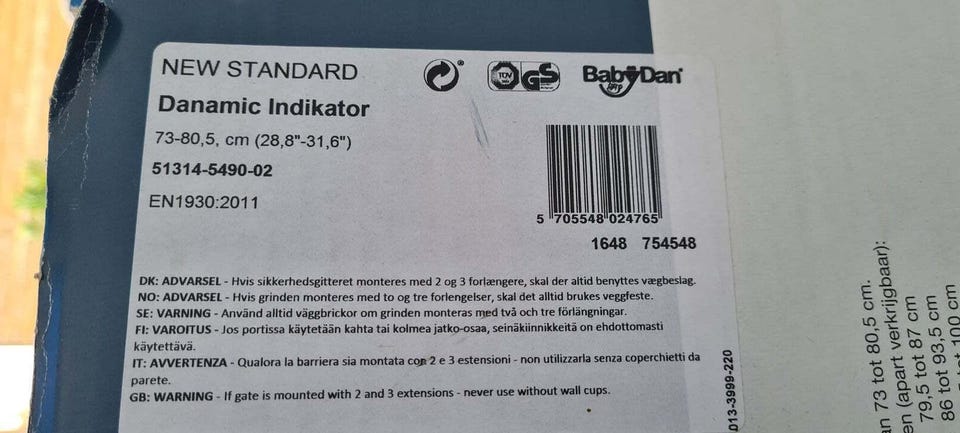 NEW STANDARD
BabyDan
Danamic Indikator
73-80,5, cm (28,8"-31,6")
51314-5490-02
EN1930:2011
5 705548 024765
1648 754548
DK: ADVARSEL - Hvis sikkerhedsgitteret monteres med 2 og 3 forlængere, skal der altid benyttes vægbeslag.
NO: ADVARSEL - Hvis grinden monteres med to og tre forlengelser, skal det alltid brukes veggfeste.
SE: VARNING - Använd alltid väggbrickor om grinden monteras med två och tre förlängningar.
FI: VAROITUS - Jos portissa käytetään kahta tai kolmea jatko-osaa, seinäkiinnikkeitä on ehdottomasti
käytettävä.
IT: AVVERTENZA - Qualora la barriera sia montata con 2 e 3 estensioni - non utilizzarla senza coperchietti da
parete.
GB: WARNING - If gate is mounted with 2 and 3 extensions - never use without wall cups.
013-3999-220
73 tot 80,5 cm.
(apart verkrijgbaar):
79,5 tot 87 cm
86 tot 93,5 cm
tot 100 cm